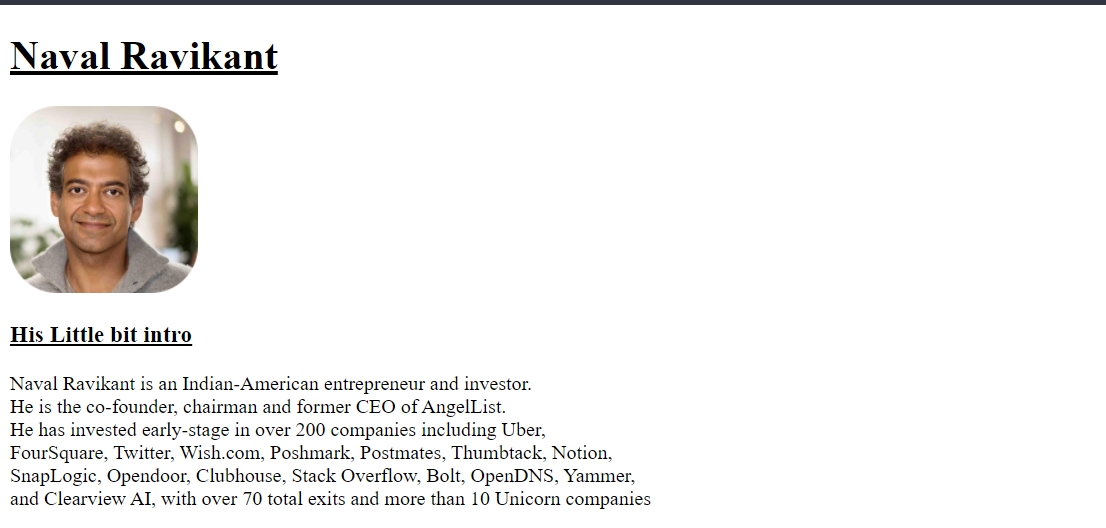 Naval Ravikant
His Little bit intro
Naval Ravikant is an Indian-American entrepreneur and investor.
He is the co-founder, chairman and former CEO of AngelList.
He has invested early-stage in over 200 companies including Uber,
FourSquare, Twitter, Wish.com, Poshmark, Postmates, Thumbtack, Notion,
SnapLogic, Opendoor, Clubhouse, Stack Overflow, Bolt, OpenDNS, Yammer,
and Clearview AI, with over 70 total exits and more than 10 Unicorn companies